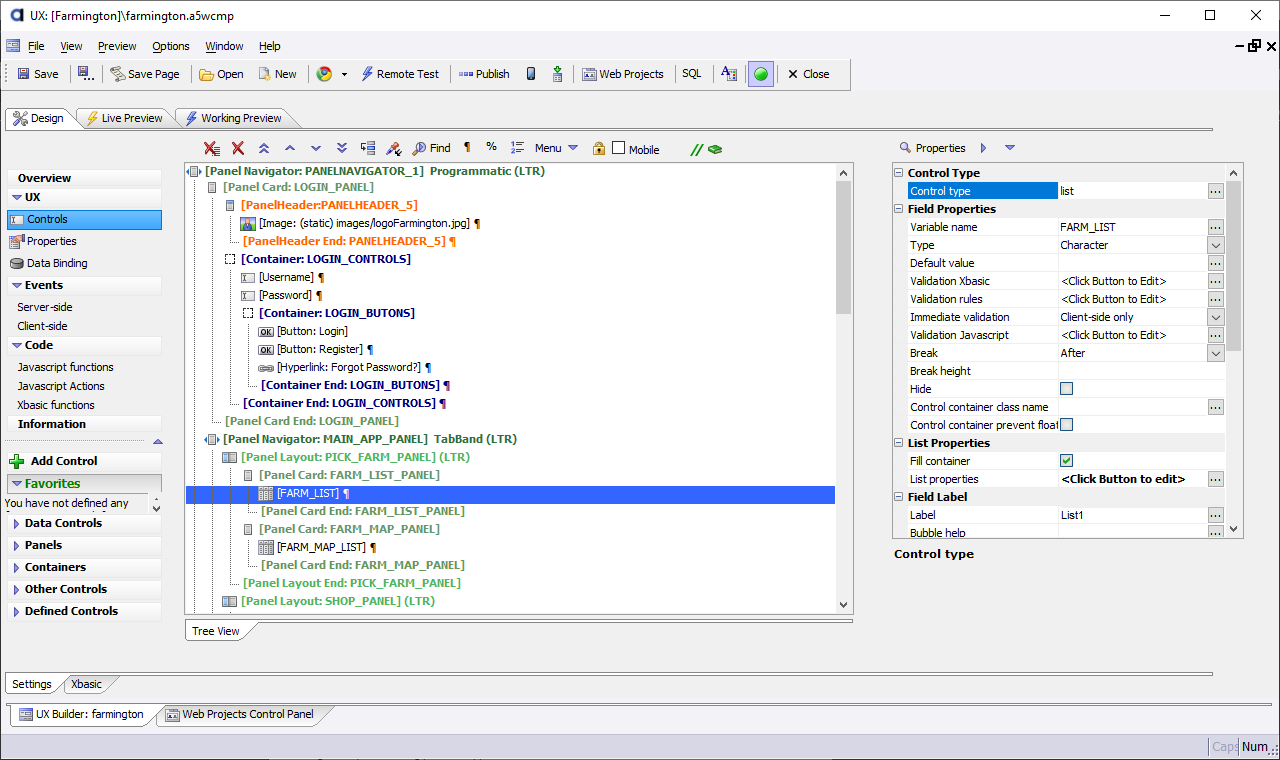 UX: [Farmington]\farmington.a5wcmp
File View Preview Options Window Help
Save Save Page Open New Remote Test Publish Web Projects SQL Close
Design Live Preview Working Preview
Find ¶ % Menu Mobile
Properties
Overview
UX
Controls
Properties
Data Binding
Events
Server-side
Client-side
Code
Javascript functions
Javascript Actions
Xbasic functions
Information
Add Control
Favorites
You have not defined any
Data Controls
Panels
Containers
Other Controls
Defined Controls
[Panel Navigator: PANELNAVIGATOR_1] Programmatic (LTR)
[Panel Card: LOGIN_PANEL]
[PanelHeader:PANELHEADER_5]
[Image: (static) images/logoFarmington.jpg] ¶
[PanelHeader End: PANELHEADER_5] ¶
[Container: LOGIN_CONTROLS]
[Username] ¶
[Password] ¶
[Container: LOGIN_BUTONS]
OK [Button: Login]
OK [Button: Register] ¶
[Hyperlink: Forgot Password?] ¶
[Container End: LOGIN_BUTONS] ¶
[Container End: LOGIN_CONTROLS] ¶
[Panel Card End: LOGIN_PANEL]
[Panel Navigator: MAIN_APP_PANEL] TabBand (LTR)
[Panel Layout: PICK_FARM_PANEL] (LTR)
[Panel Card: FARM_LIST_PANEL]
[FARM_LIST] ¶
[Panel Card End: FARM_LIST_PANEL]
[Panel Card: FARM_MAP_PANEL]
[FARM_MAP_LIST] ¶
[Panel Card End: FARM_MAP_PANEL]
[Panel Layout End: PICK_FARM_PANEL]
[Panel Layout: SHOP_PANEL] (LTR)
Tree View
Control Type
Control type list
Field Properties
Variable name FARM_LIST
Type Character
Default value
Validation Xbasic <Click Button to Edit>
Validation rules <Click Button to Edit>
Immediate validation Client-side only
Validation Javascript <Click Button to Edit>
Break After
Break height
Hide
Control container class name
Control container prevent float
List Properties
Fill container
List properties <Click Button to edit>
Field Label
Label List1
Bubble help
Control type
Settings Xbasic
UX Builder: farmington Web Projects Control Panel
Caps Num